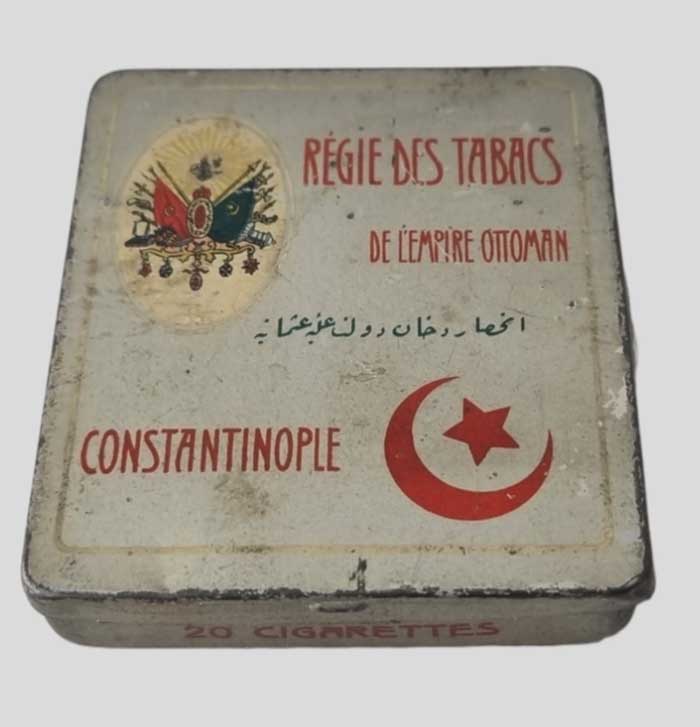 RÉGIE DES TABACS
DE L'EMPIRE OTTOMAN
انحصار دخان دولت علیه عثمانیه
CONSTANTINOPLE
20 CIGARETTES